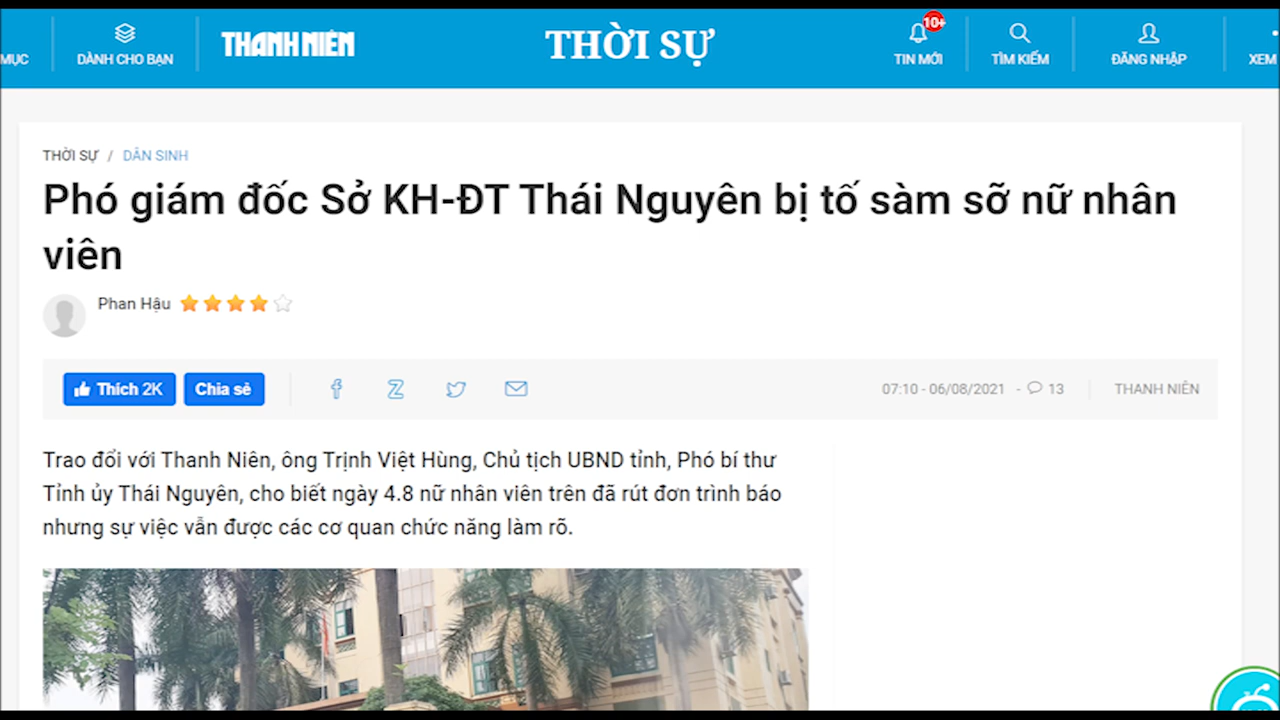 MỤC
DÀNH CHO BẠN
THANH NIÊN
THỜI SỰ
10+
TIN MỚI
TÌM KIẾM
ĐĂNG NHẬP
XEM
THỜI SỰ / DÂN SINH
Phó giám đốc Sở KH-ĐT Thái Nguyên bị tố sàm sỡ nữ nhân
viên
Phan Hậu
Thích 2K
Chia sẻ
07:10 - 06/08/2021 - 13
THANH NIÊN
Trao đổi với Thanh Niên, ông Trịnh Việt Hùng, Chủ tịch UBND tỉnh, Phó bí thư
Tỉnh ủy Thái Nguyên, cho biết ngày 4.8 nữ nhân viên trên đã rút đơn trình báo
nhưng sự việc vẫn được các cơ quan chức năng làm rõ.